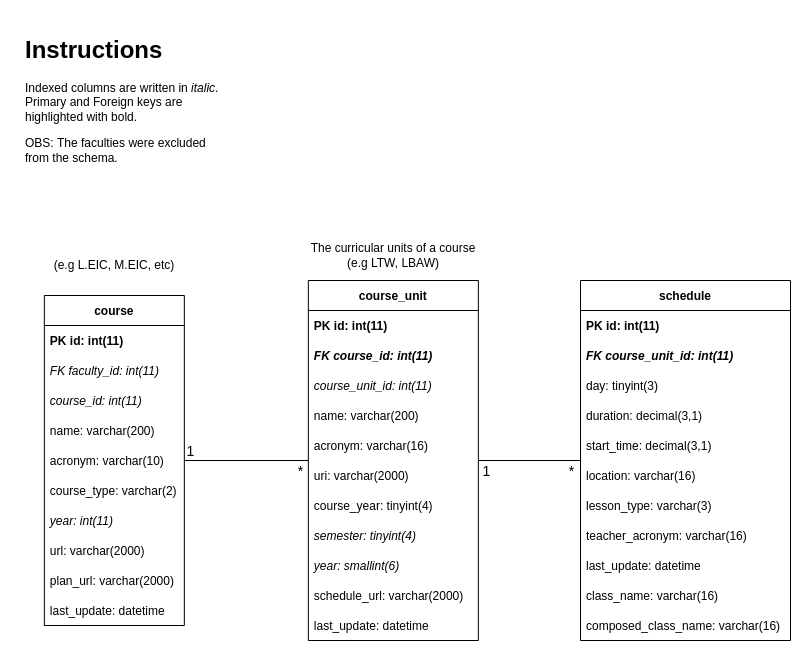 Instructions
Indexed columns are written in italic.
Primary and Foreign keys are
highlighted with bold.
OBS: The faculties were excluded
from the schema.
(e.g L.EIC, M.EIC, etc)
course
PK id: int(11)
FK faculty_id: int(11)
course_id: int(11)
name: varchar(200)
acronym: varchar(10)
course_type: varchar(2)
year: int(11)
url: varchar(2000)
plan_url: varchar(2000)
last_update: datetime
1
*
The curricular units of a course
(e.g LTW, LBAW)
course_unit
PK id: int(11)
FK course_id: int(11)
course_unit_id: int(11)
name: varchar(200)
acronym: varchar(16)
uri: varchar(2000)
course_year: tinyint(4)
semester: tinyint(4)
year: smallint(6)
schedule_url: varchar(2000)
last_update: datetime
1
*
schedule
PK id: int(11)
FK course_unit_id: int(11)
day: tinyint(3)
duration: decimal(3,1)
start_time: decimal(3,1)
location: varchar(16)
lesson_type: varchar(3)
teacher_acronym: varchar(16)
last_update: datetime
class_name: varchar(16)
composed_class_name: varchar(16)